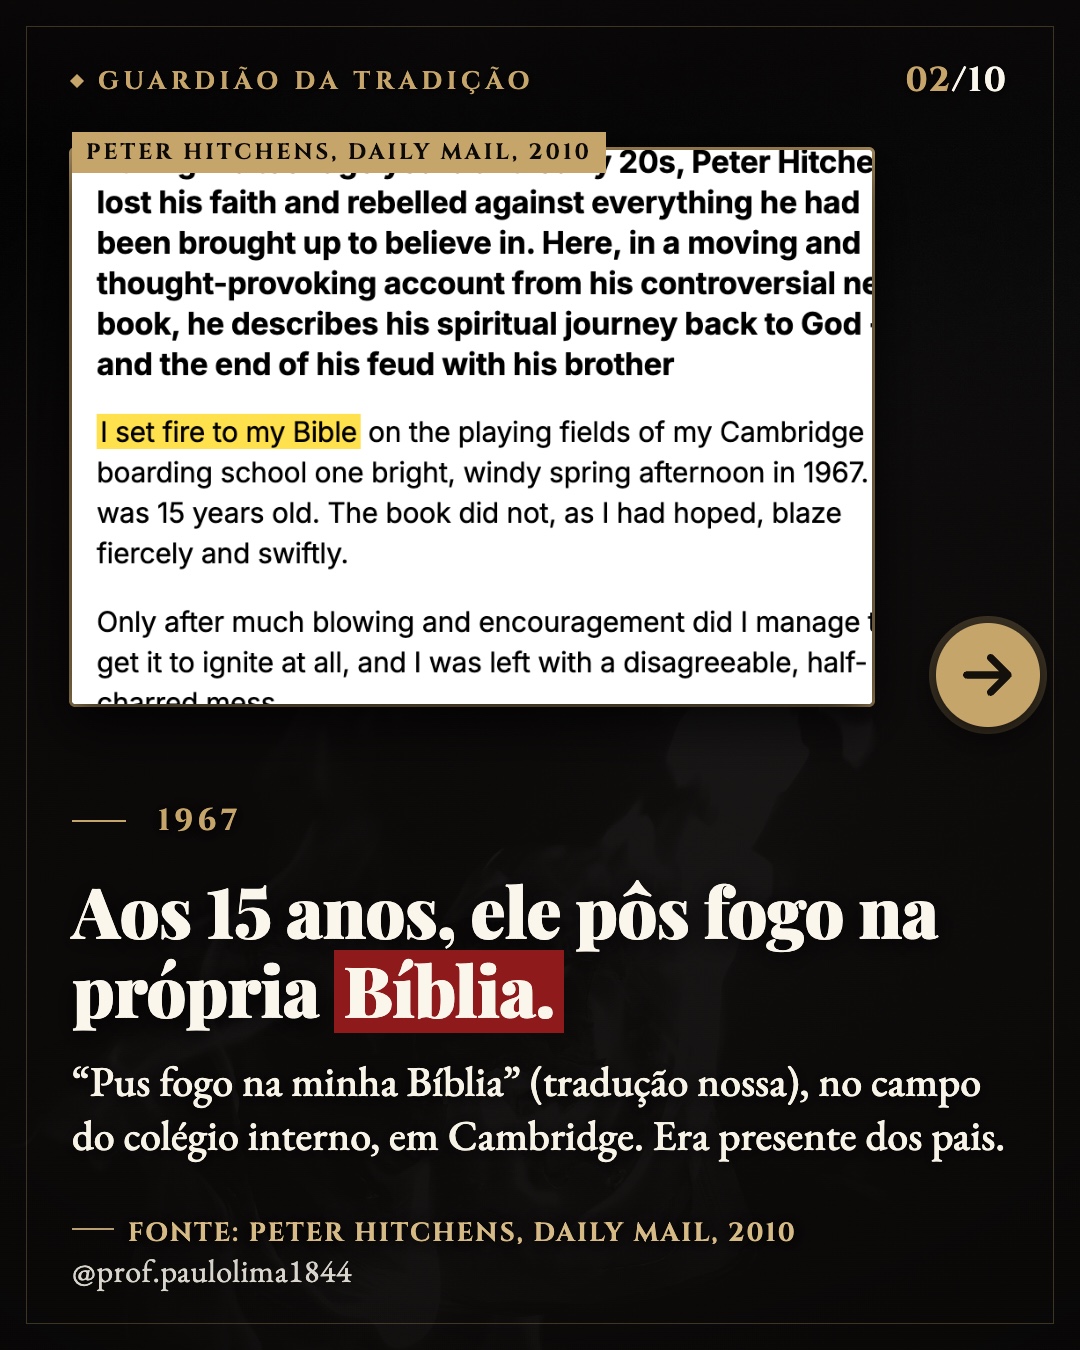 GUARDIÃO DA TRADIÇÃO
02/10
PETER HITCHENS, DAILY MAIL, 2010
20s, Peter Hitche
lost his faith and rebelled against everything he had
been brought up to believe in. Here, in a moving and
thought-provoking account from his controversial ne
book, he describes his spiritual journey back to God
and the end of his feud with his brother
I set fire to my Bible on the playing fields of my Cambridge
boarding school one bright, windy spring afternoon in 1967.
was 15 years old. The book did not, as I had hoped, blaze
fiercely and swiftly.
Only after much blowing and encouragement did I manage
get it to ignite at all, and I was left with a disagreeable, half-
charred mess
1967
Aos 15 anos, ele pôs fogo na
própria Bíblia.
“Pus fogo na minha Bíblia” (tradução nossa), no campo
do colégio interno, em Cambridge. Era presente dos pais.
FONTE: PETER HITCHENS, DAILY MAIL, 2010
@prof.paulolima1844